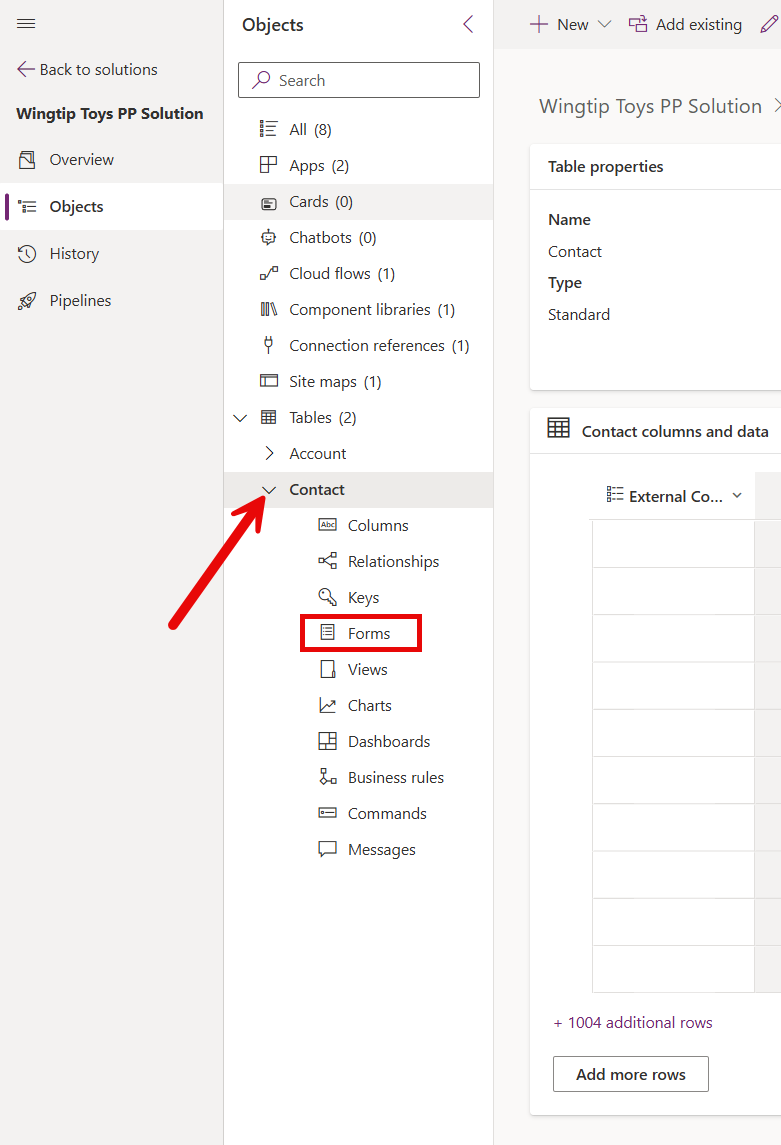 Back to solutions
Wingtip Toys PP Solution
Overview
Objects
History
Pipelines
Objects
Search
All (8)
Apps (2)
Cards (0)
Chatbots (0)
Cloud flows (1)
Component libraries (1)
Connection references (1)
Site maps (1)
Tables (2)
Account
Contact
Abc Columns
Relationships
Keys
Forms
Views
Charts
Dashboards
Business rules
Commands
Messages
New Add existing
Wingtip Toys PP Solution
Table properties
Name
Contact
Type
Standard
Contact columns and data
External Co...
+ 1004 additional rows
Add more rows